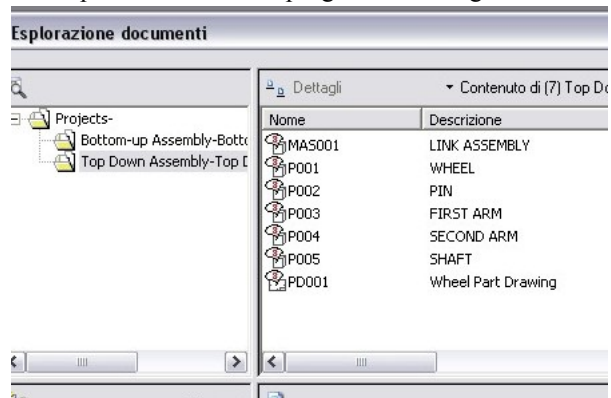 Esplorazione documenti
Dettagli Contenuto di (7) Top Do
Projects-
Bottom-up Assembly-Botto
Top Down Assembly-Top D
Nome Descrizione
MAS001 LINK ASSEMBLY
P001 WHEEL
P002 PIN
P003 FIRST ARM
P004 SECOND ARM
P005 SHAFT
PD001 Wheel Part Drawing